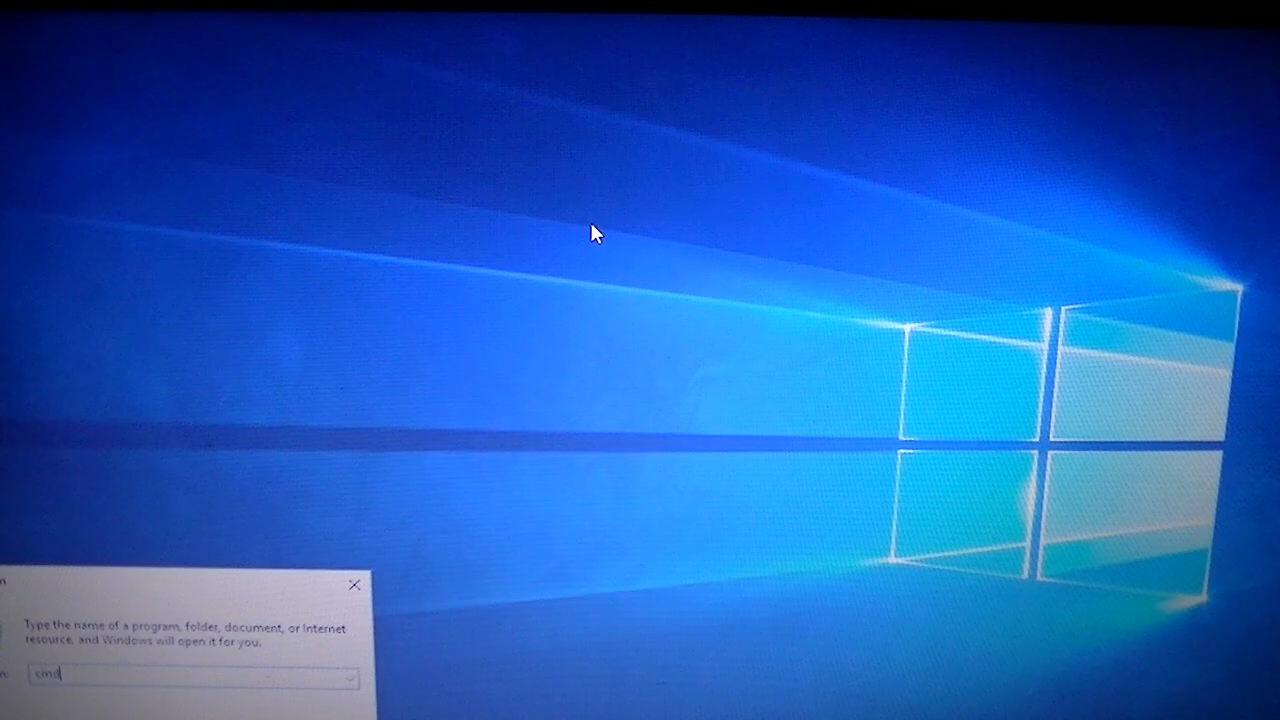 n
Type the name of a program, folder, document, or Internet
resource, and Windows will open it for you.
n:
cmd